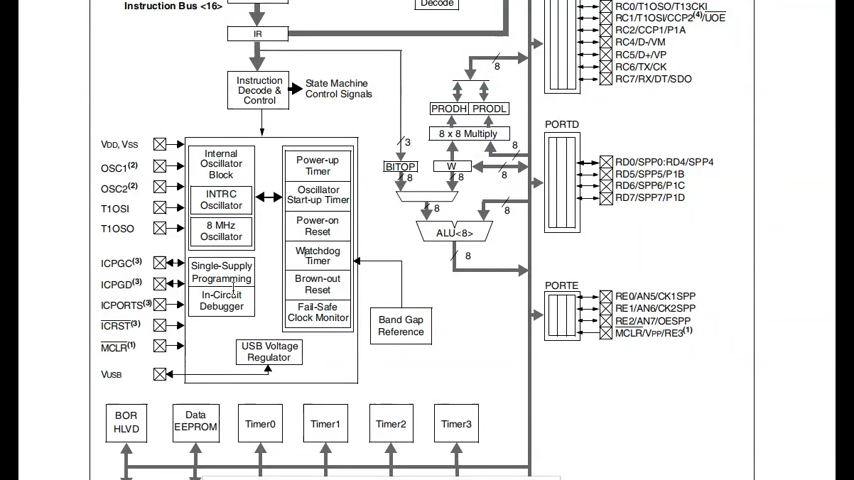 Instruction Bus <16>
IR
Decode
Instruction
Decode &
Control
State Machine
Control Signals
RC0/T1OSO/T13CKI
RC1/T1OSI/CCP2(4)/UOE
RC2/CCP1/P1A
RC4/D-/VM
RC5/D+/VP
RC6/TX/CK
RC7/RX/DT/SDO
8
PRODH
PRODL
8 x 8 Multiply
3
8
BITOP
W
8
8
8
8
8
8
ALU<8>
8
PORTD
RD0/SPP0:RD4/SPP4
RD5/SPP5/P1B
RD6/SPP6/P1C
RD7/SPP7/P1D
PORTE
RE0/AN5/CK1SPP
RE1/AN6/CK2SPP
RE2/AN7/OESPP
MCLR/VPP/RE3(1)
VDD, VSS
OSC1(2)
OSC2(2)
T1OSI
T1OSO
ICPGC(3)
ICPGD(3)
ICPORTS(3)
ICRST(3)
MCLR(1)
VUSB
Internal
Oscillator
Block
INTRC
Oscillator
8 MHz
Oscillator
Single-Supply
Programming
In-Circuit
Debugger
Power-up
Timer
Oscillator
Start-up Timer
Power-on
Reset
Watchdog
Timer
Brown-out
Reset
Fail-Safe
Clock Monitor
USB Voltage
Regulator
Band Gap
Reference
BOR
HLVD
Data
EEPROM
Timer0
Timer1
Timer2
Timer3